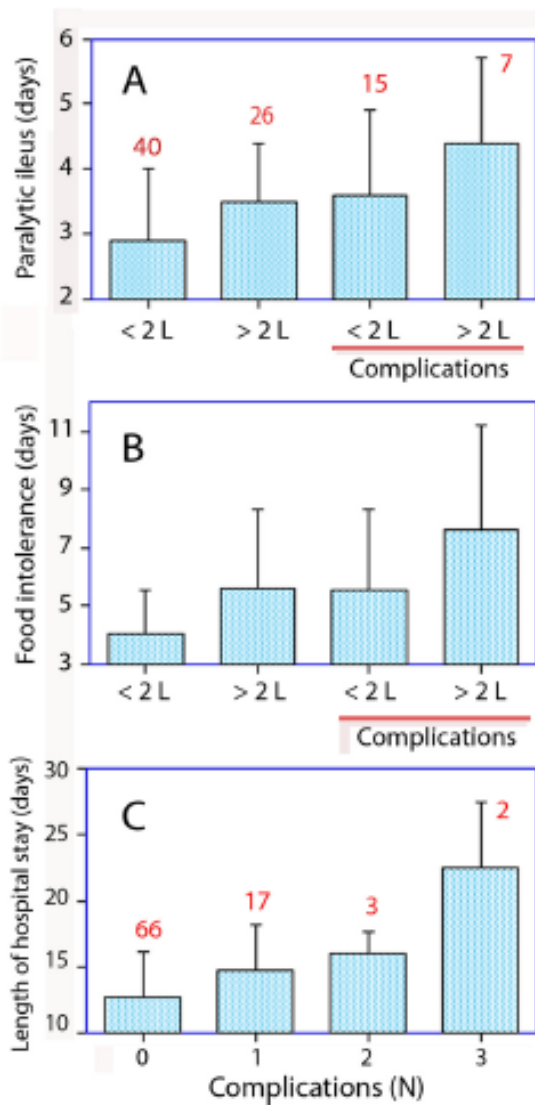 Paralytic ileus (days)
6
5
4
3
2
A
40
26
15
7
< 2 L
> 2 L
< 2 L
> 2 L
Complications
Food intolerance (days)
11
9
7
5
3
B
< 2 L
> 2 L
< 2 L
> 2 L
Complications
Length of hospital stay (days)
30
25
20
15
10
C
66
17
3
2
0
1
2
3
Complications (N)